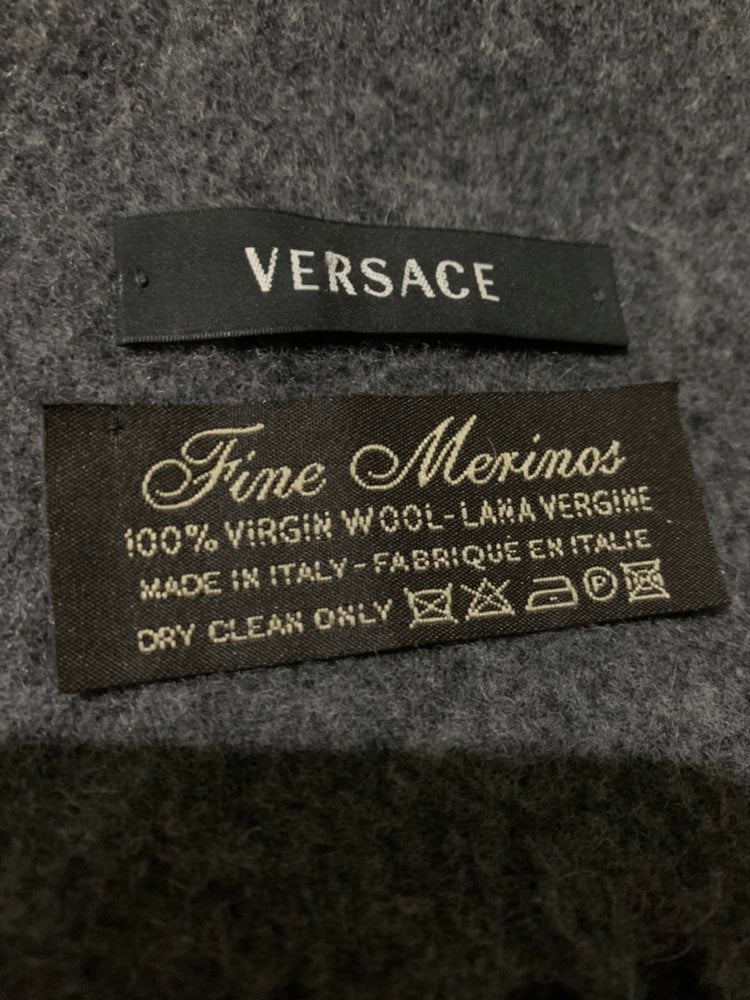 VERSACE
Fine Merinos
100% VIRGIN WOOL-LANA VERGINE
MADE IN ITALY-FABRIQUE EN ITALIE
DRY CLEAN ONLY P